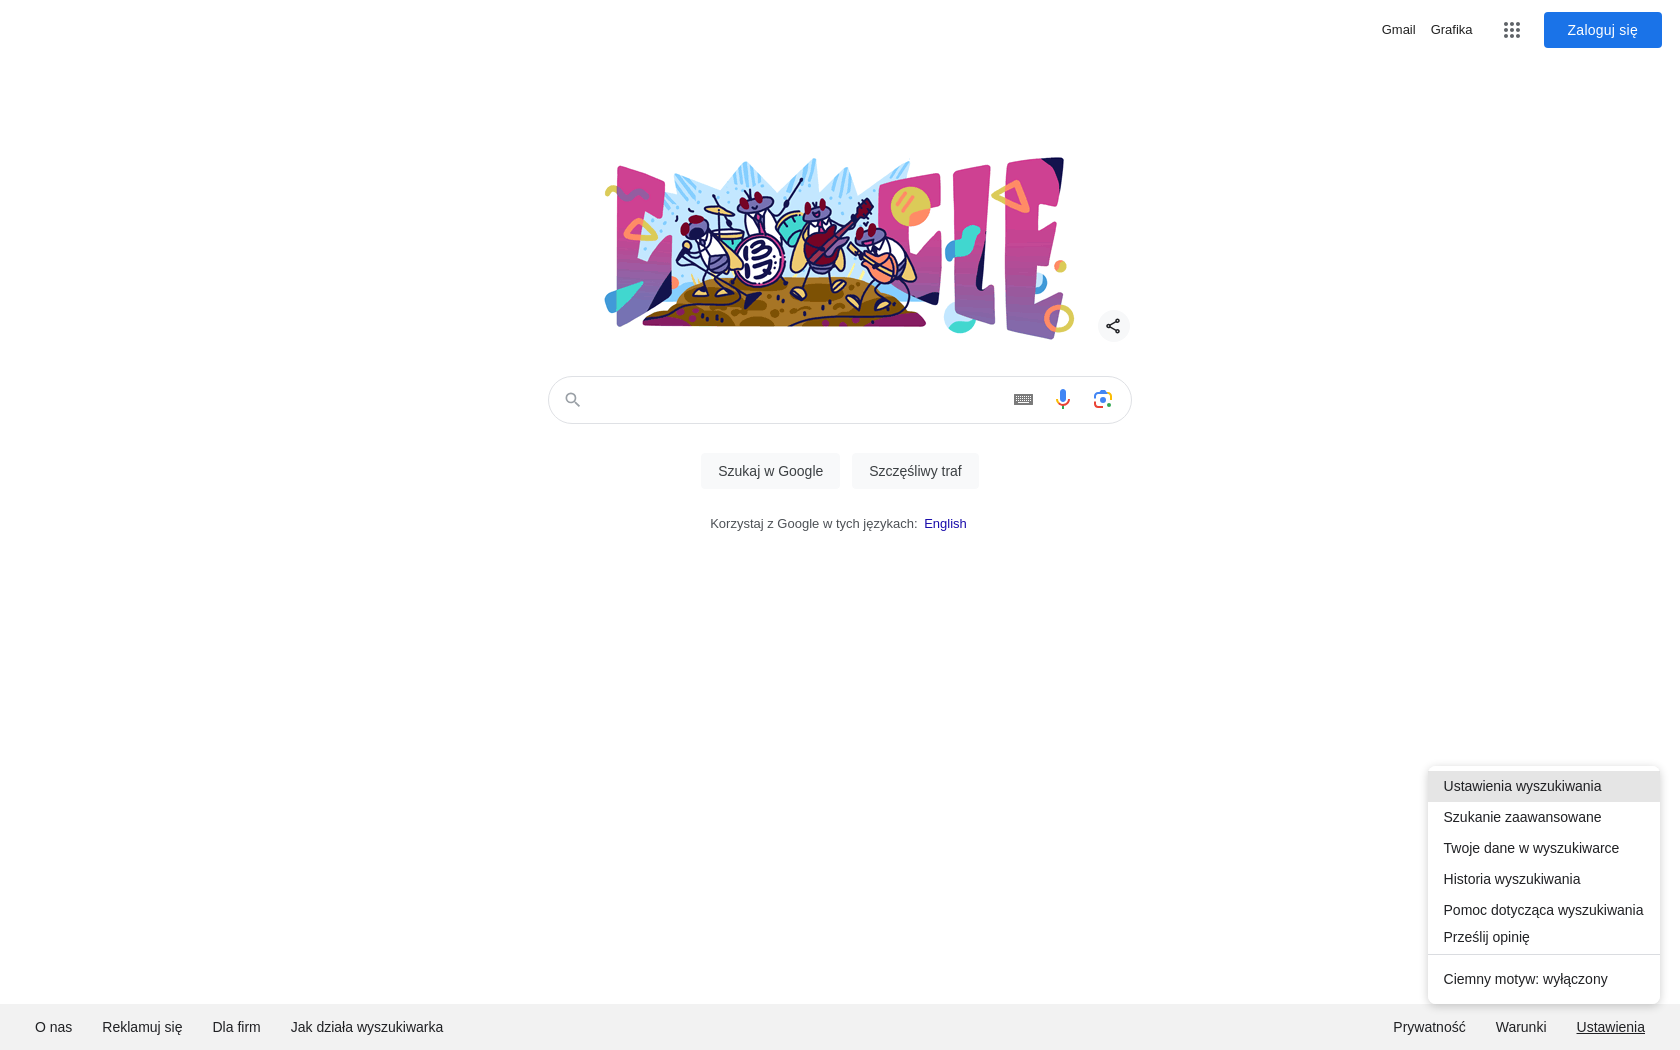 Gmail Grafika Zaloguj się
Szukaj w Google Szczęśliwy traf
Korzystaj z Google w tych językach: English
Ustawienia wyszukiwania
Szukanie zaawansowane
Twoje dane w wyszukiwarce
Historia wyszukiwania
Pomoc dotycząca wyszukiwania
Prześlij opinię
Ciemny motyw: wyłączony
O nas Reklamuj się Dla firm Jak działa wyszukiwarka Prywatność Warunki Ustawienia